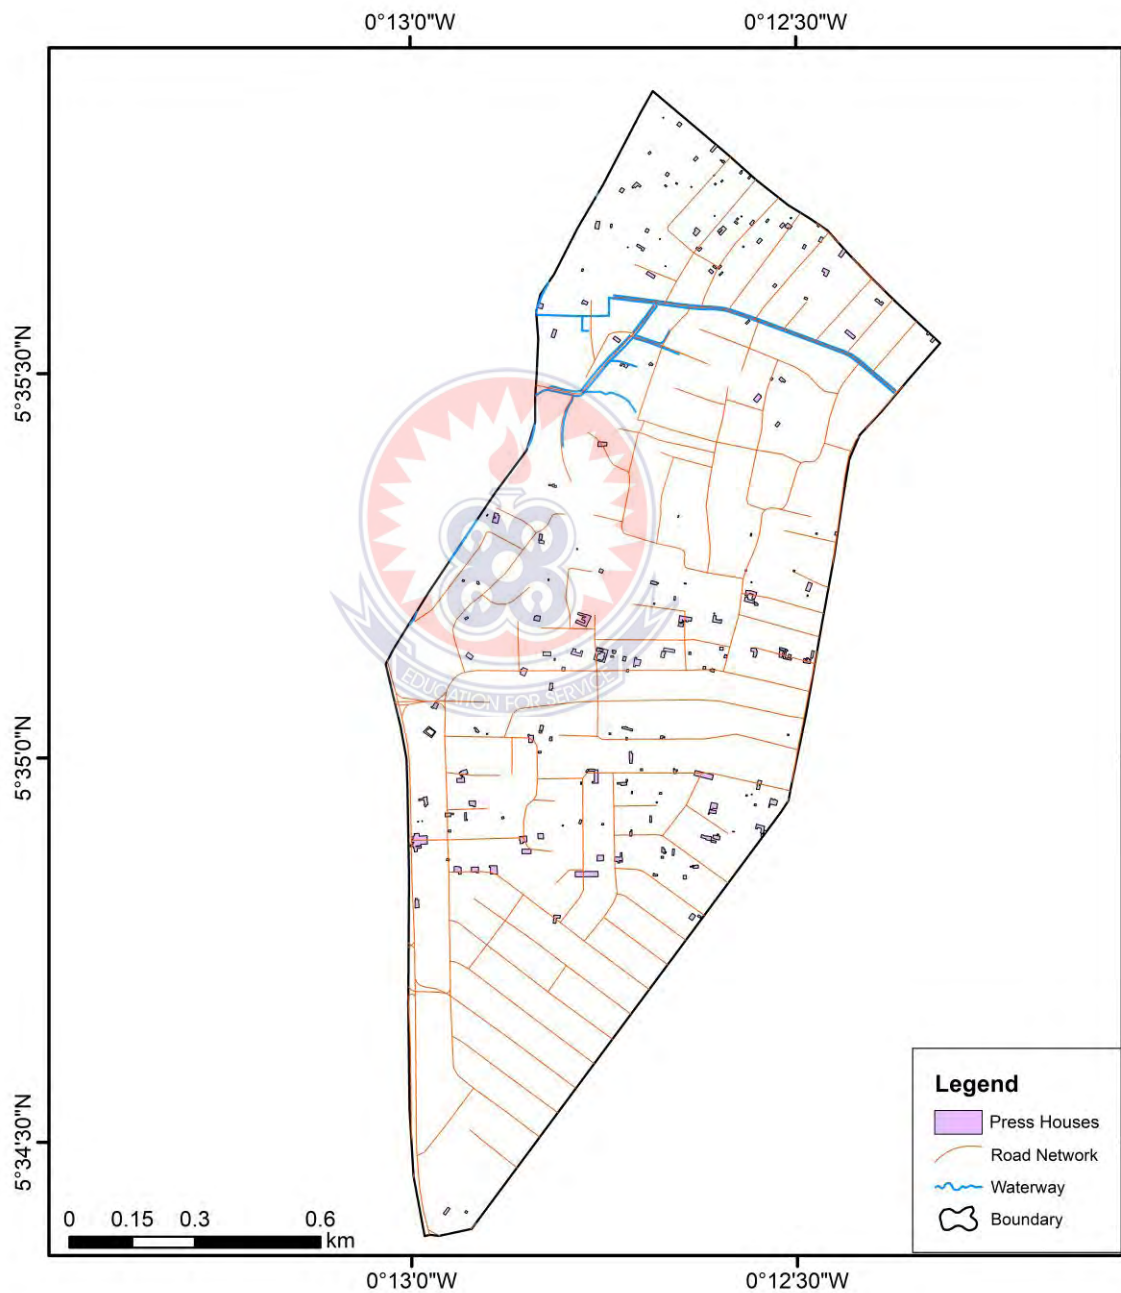 0°13'0"W 0°12'30"W
5°35'30"N
5°35'0"N
5°34'30"N
EDUCATION FOR SERVICE
Legend
Press Houses
Road Network
Waterway
Boundary
0 0.15 0.3 0.6
km
0°13'0"W 0°12'30"W